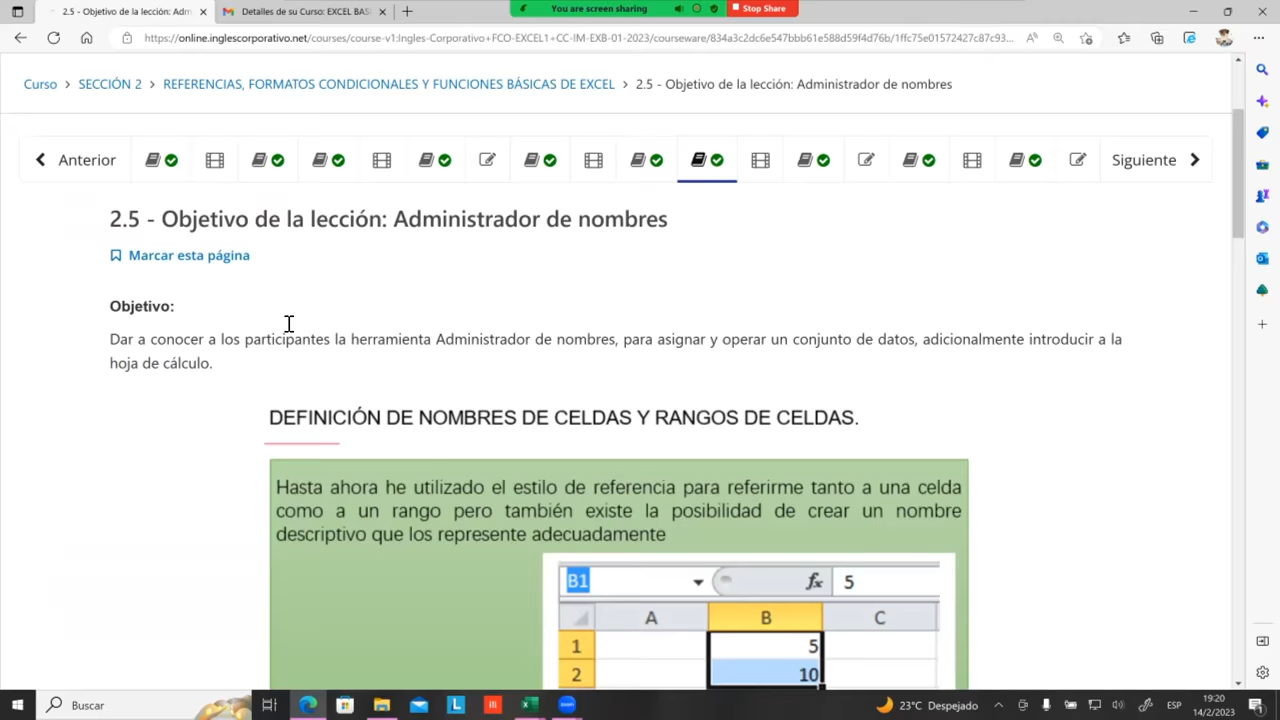 2.5 - Objetivo de la lección: Adm
Detalles de su Curso: EXCEL BAS
You are screen sharing
Stop Share
https://online.inglescorporativo.net/courses/course-v1:Ingles-Corporativo+FCO-EXCEL1+CC-IM-EXB-01-2023/courseware/834a3c2dc6e547bbb61e588d59f4d76b/1ffc75e01572427c87c93...
Curso > SECCIÓN 2 > REFERENCIAS, FORMATOS CONDICIONALES Y FUNCIONES BÁSICAS DE EXCEL > 2.5 - Objetivo de la lección: Administrador de nombres
Anterior
Siguiente
2.5 - Objetivo de la lección: Administrador de nombres
Marcar esta página
Objetivo:
Dar a conocer a los participantes la herramienta Administrador de nombres, para asignar y operar un conjunto de datos, adicionalmente introducir a la
hoja de cálculo.
DEFINICIÓN DE NOMBRES DE CELDAS Y RANGOS DE CELDAS.
Hasta ahora he utilizado el estilo de referencia para referirme tanto a una celda
como a un rango pero también existe la posibilidad de crear un nombre
descriptivo que los represente adecuadamente
B1 fx 5
A B C
1 5
2 10
Buscar
23°C Despejado
ESP
19:20
14/2/2023